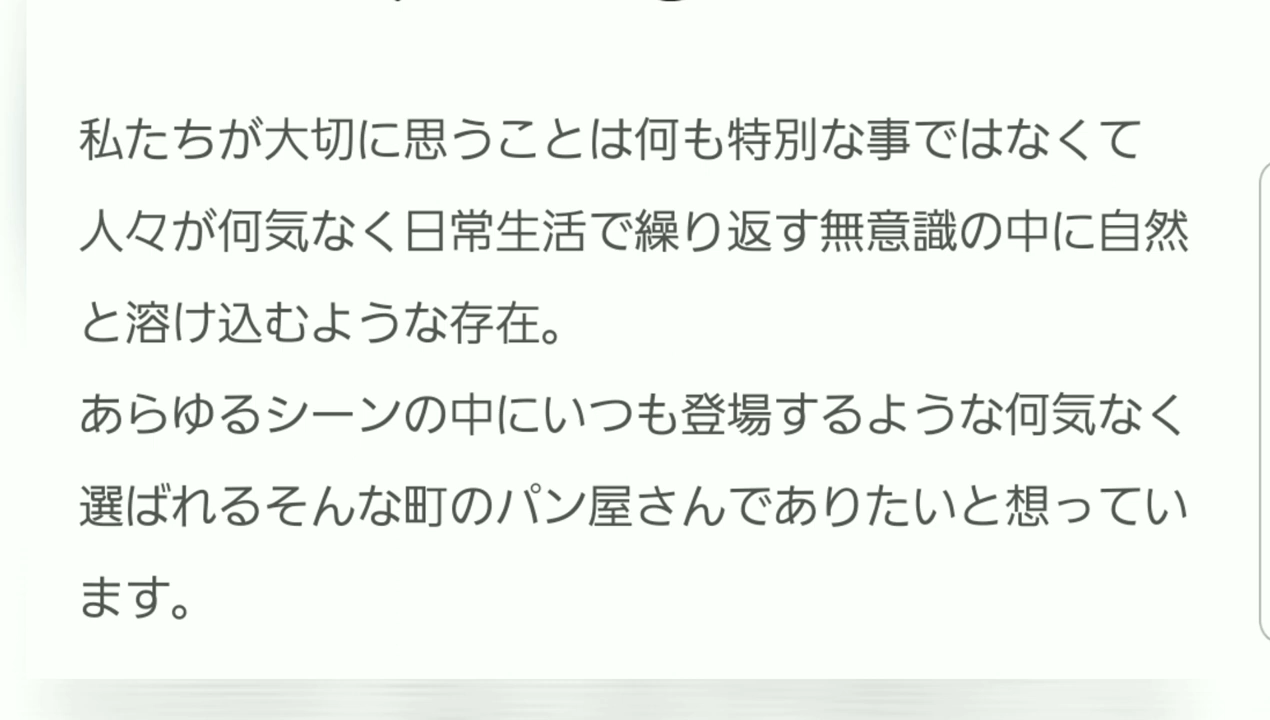 私たちが大切に思うことは何も特別な事ではなくて
人々が何気なく日常生活で繰り返す無意識の中に自然
と溶け込むような存在。
あらゆるシーンの中にいつも登場するような何気なく
選ばれるそんな町のパン屋さんでありたいと想ってい
ます。